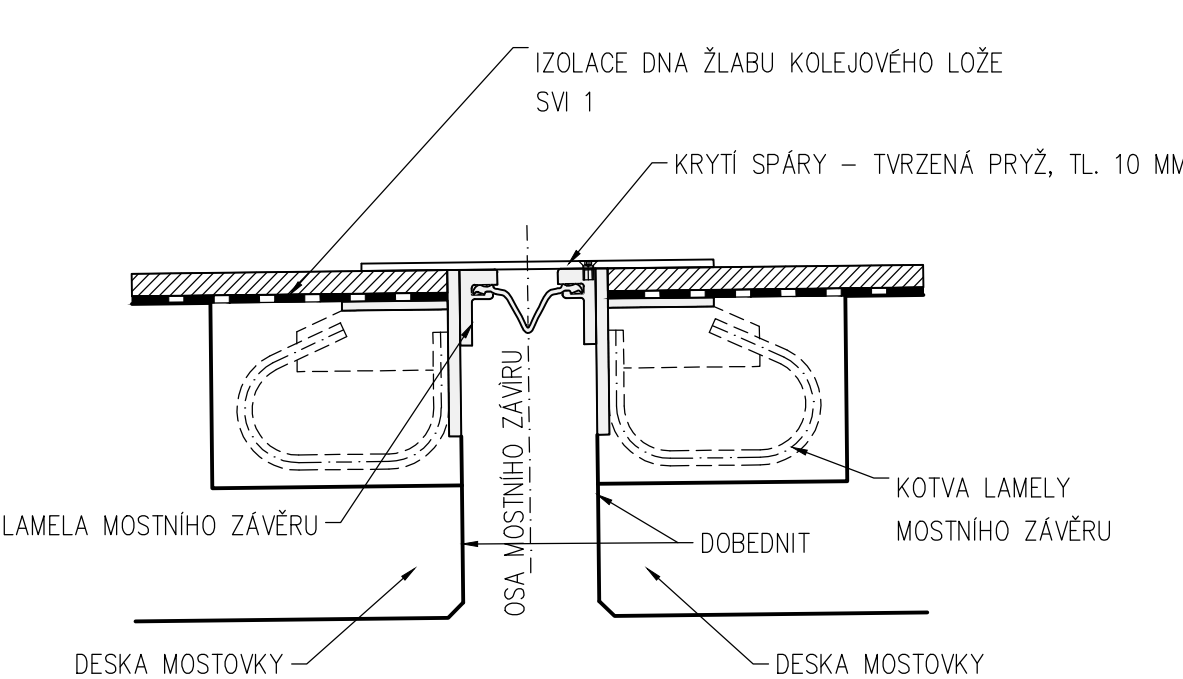 IZOLACE DNA ŽLABU KOLEJOVÉHO LOŽE
SVI 1
KRYTÍ SPÁRY – TVRZENÁ PRYŽ, TL. 10 MM
OSA MOSTNÍHO ZÁVĚRU
LAMELA MOSTNÍHO ZÁVĚRU
KOTVA LAMELY
MOSTNÍHO ZÁVĚRU
DOBEDNIT
DESKA MOSTOVKY
DESKA MOSTOVKY